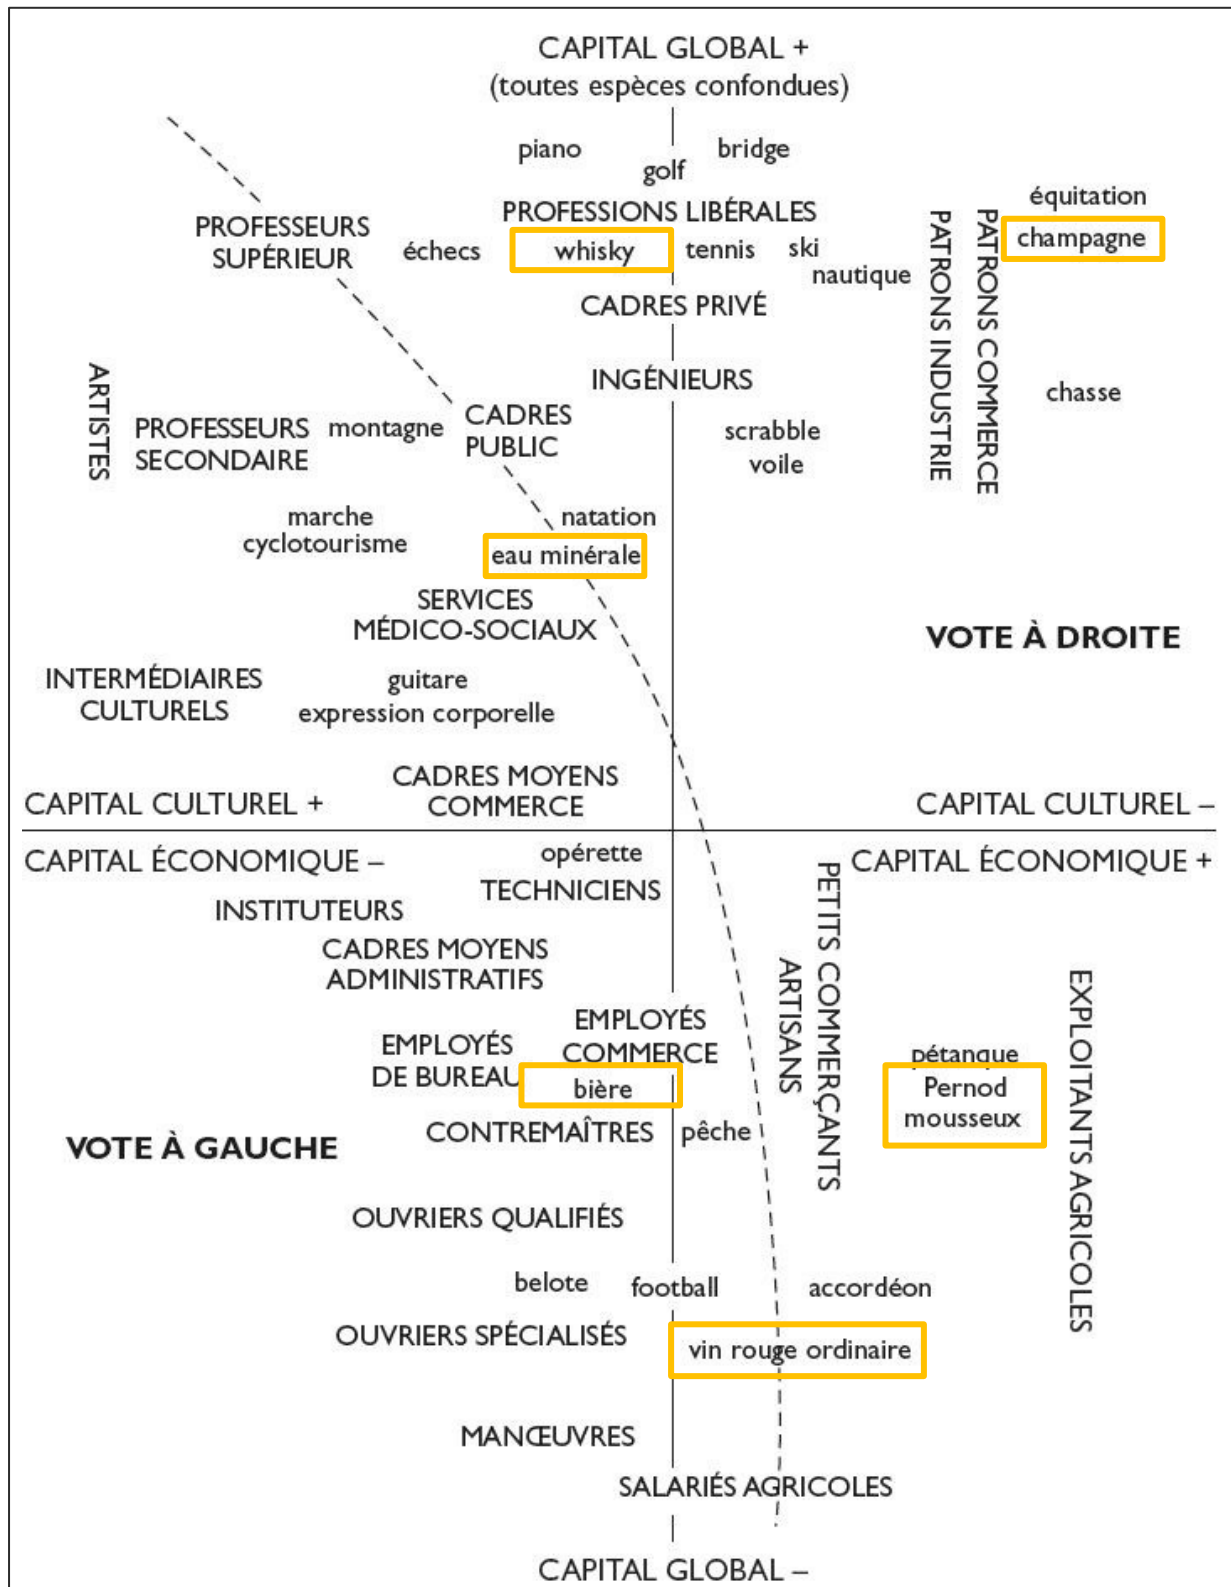 CAPITAL GLOBAL +
(toutes espèces confondues)
piano
bridge
golf
équitation
PROFESSIONS LIBÉRALES
PROFESSEURS
SUPÉRIEUR
échecs
whisky
tennis
ski
nautique
champagne
PATRONS INDUSTRIE
PATRONS COMMERCE
CADRES PRIVÉ
INGÉNIEURS
chasse
ARTISTES
PROFESSEURS
SECONDAIRE
montagne
CADRES
PUBLIC
scrabble
voile
marche
cyclotourisme
natation
eau minérale
SERVICES
MÉDICO-SOCIAUX
VOTE À DROITE
INTERMÉDIAIRES
CULTURELS
guitare
expression corporelle
CADRES MOYENS
COMMERCE
CAPITAL CULTUREL +
CAPITAL CULTUREL –
CAPITAL ÉCONOMIQUE –
CAPITAL ÉCONOMIQUE +
opérette
TECHNICIENS
INSTITUTEURS
CADRES MOYENS
ADMINISTRATIFS
PETITS COMMERÇANTS
ARTISANS
EXPLOITANTS AGRICOLES
EMPLOYÉS
COMMERCE
EMPLOYÉS
DE BUREAU
bière
pétanque
Pernod
mousseux
VOTE À GAUCHE
CONTREMAÎTRES
pêche
OUVRIERS QUALIFIÉS
belote
football
accordéon
OUVRIERS SPÉCIALISÉS
vin rouge ordinaire
MANŒUVRES
SALARIÉS AGRICOLES
CAPITAL GLOBAL –